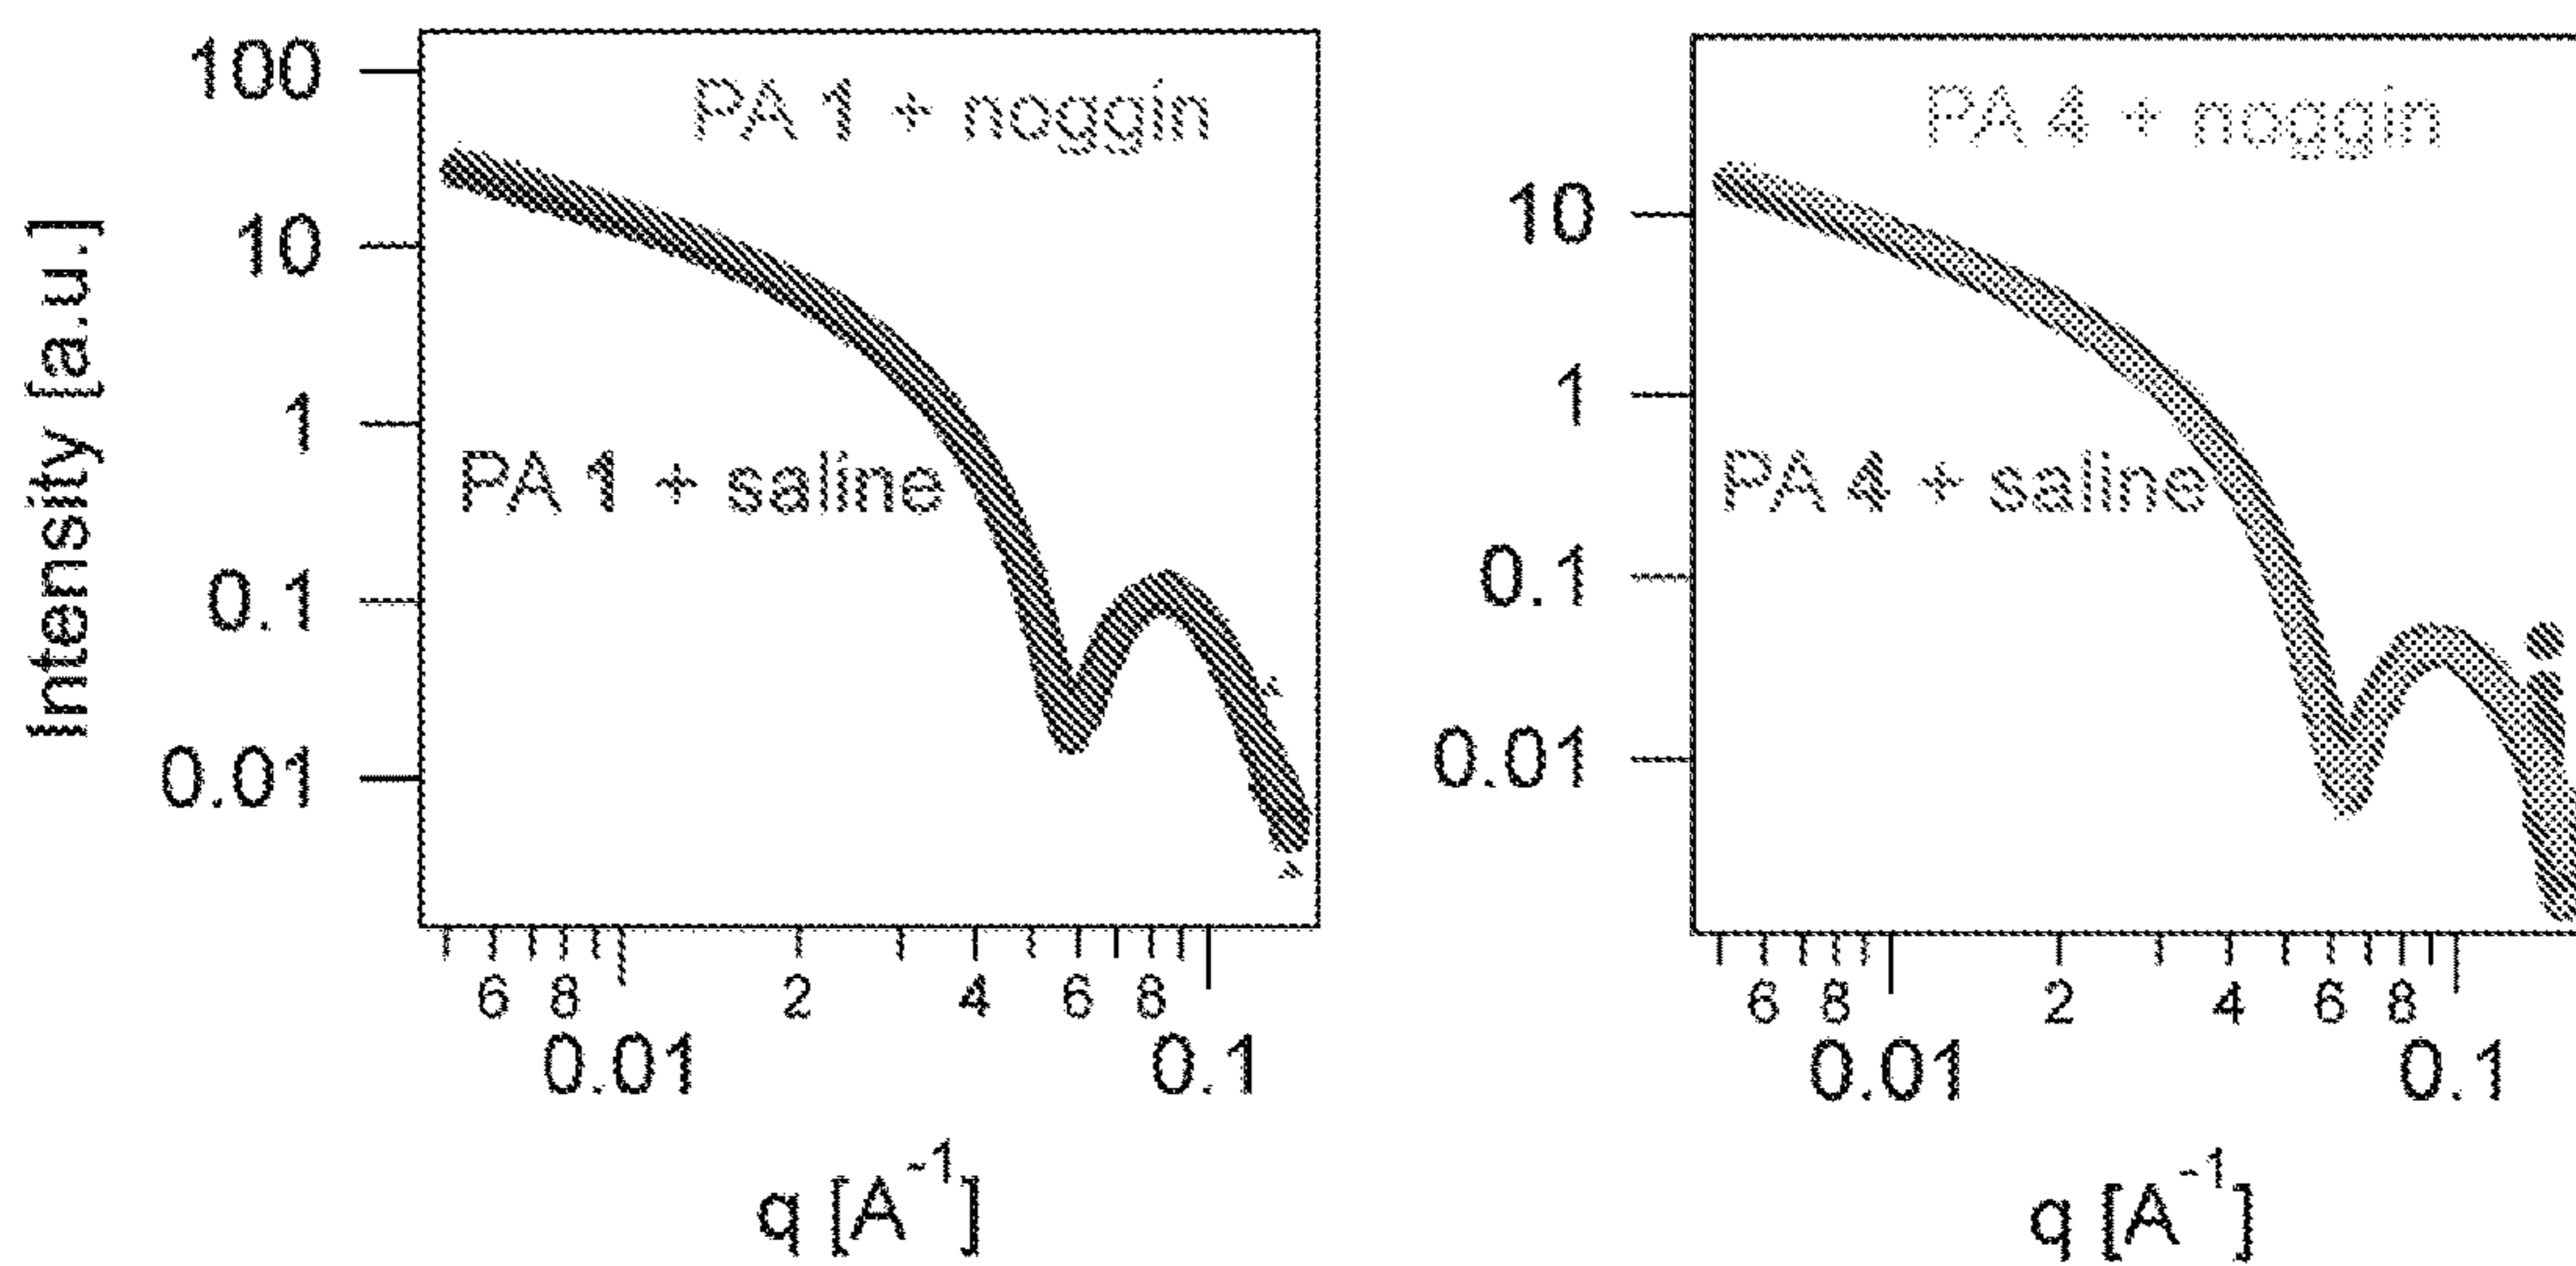 Intensity [a.u.]
100
10
1
0.1
0.01
PA 1 + noggin
PA 1 + saline
6 8 2 4 6 8
0.01 0.1
q [A-1]
10
1
0.1
0.01
PA 4 + noggin
PA 4 + saline
6 8 2 4 6 8
0.01 0.1
q [A-1]